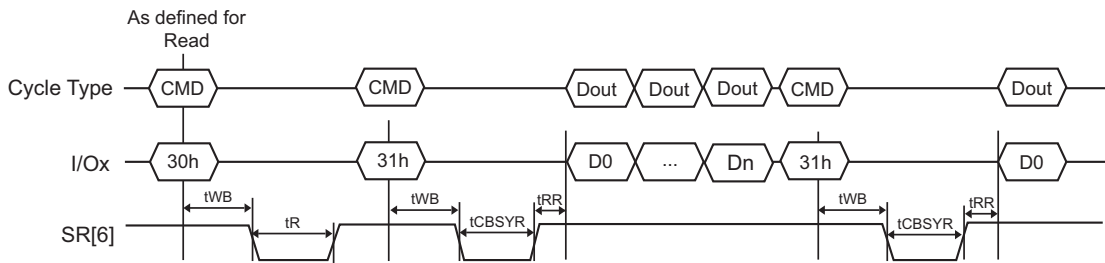 As defined for
Read
Cycle Type CMD CMD Dout Dout Dout CMD Dout
I/Ox 30h 31h D0 ... Dn 31h D0
tWB tR tWB tCBSYR tRR tWB tCBSYR tRR
SR[6]